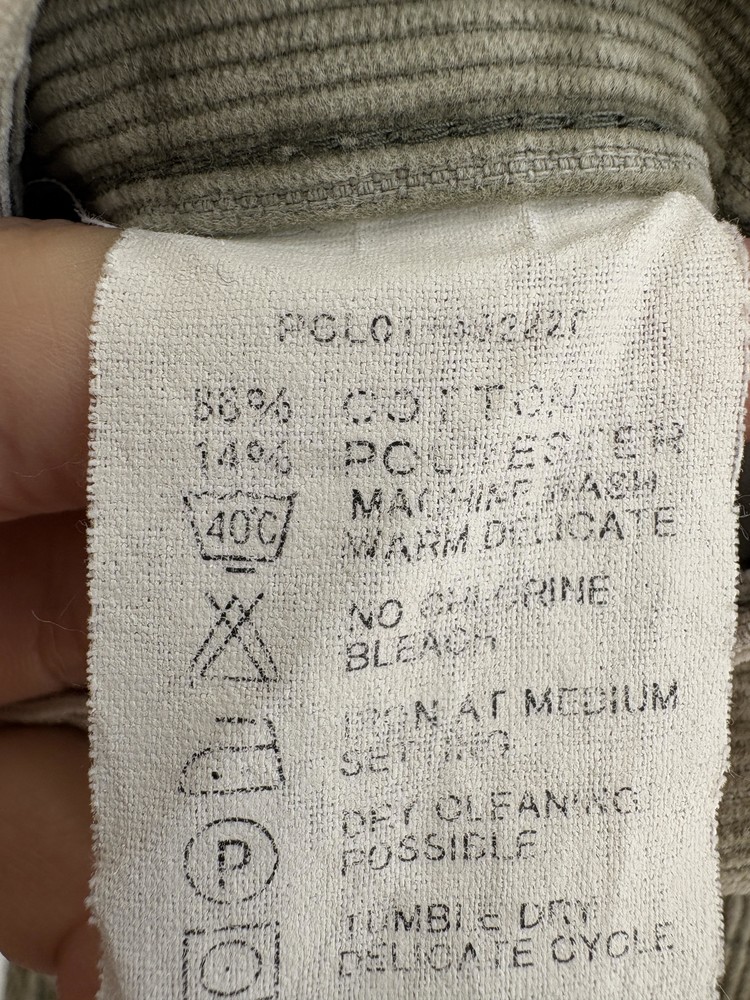 86% COTTON
14% POLYESTER
40C MACHINE WASH
WARM DELICATE
NO CHLORINE
BLEACH
IRON AT MEDIUM
SETTING
P DRY CLEANING
POSSIBLE
TUMBLE DRY
DELICATE CYCLE